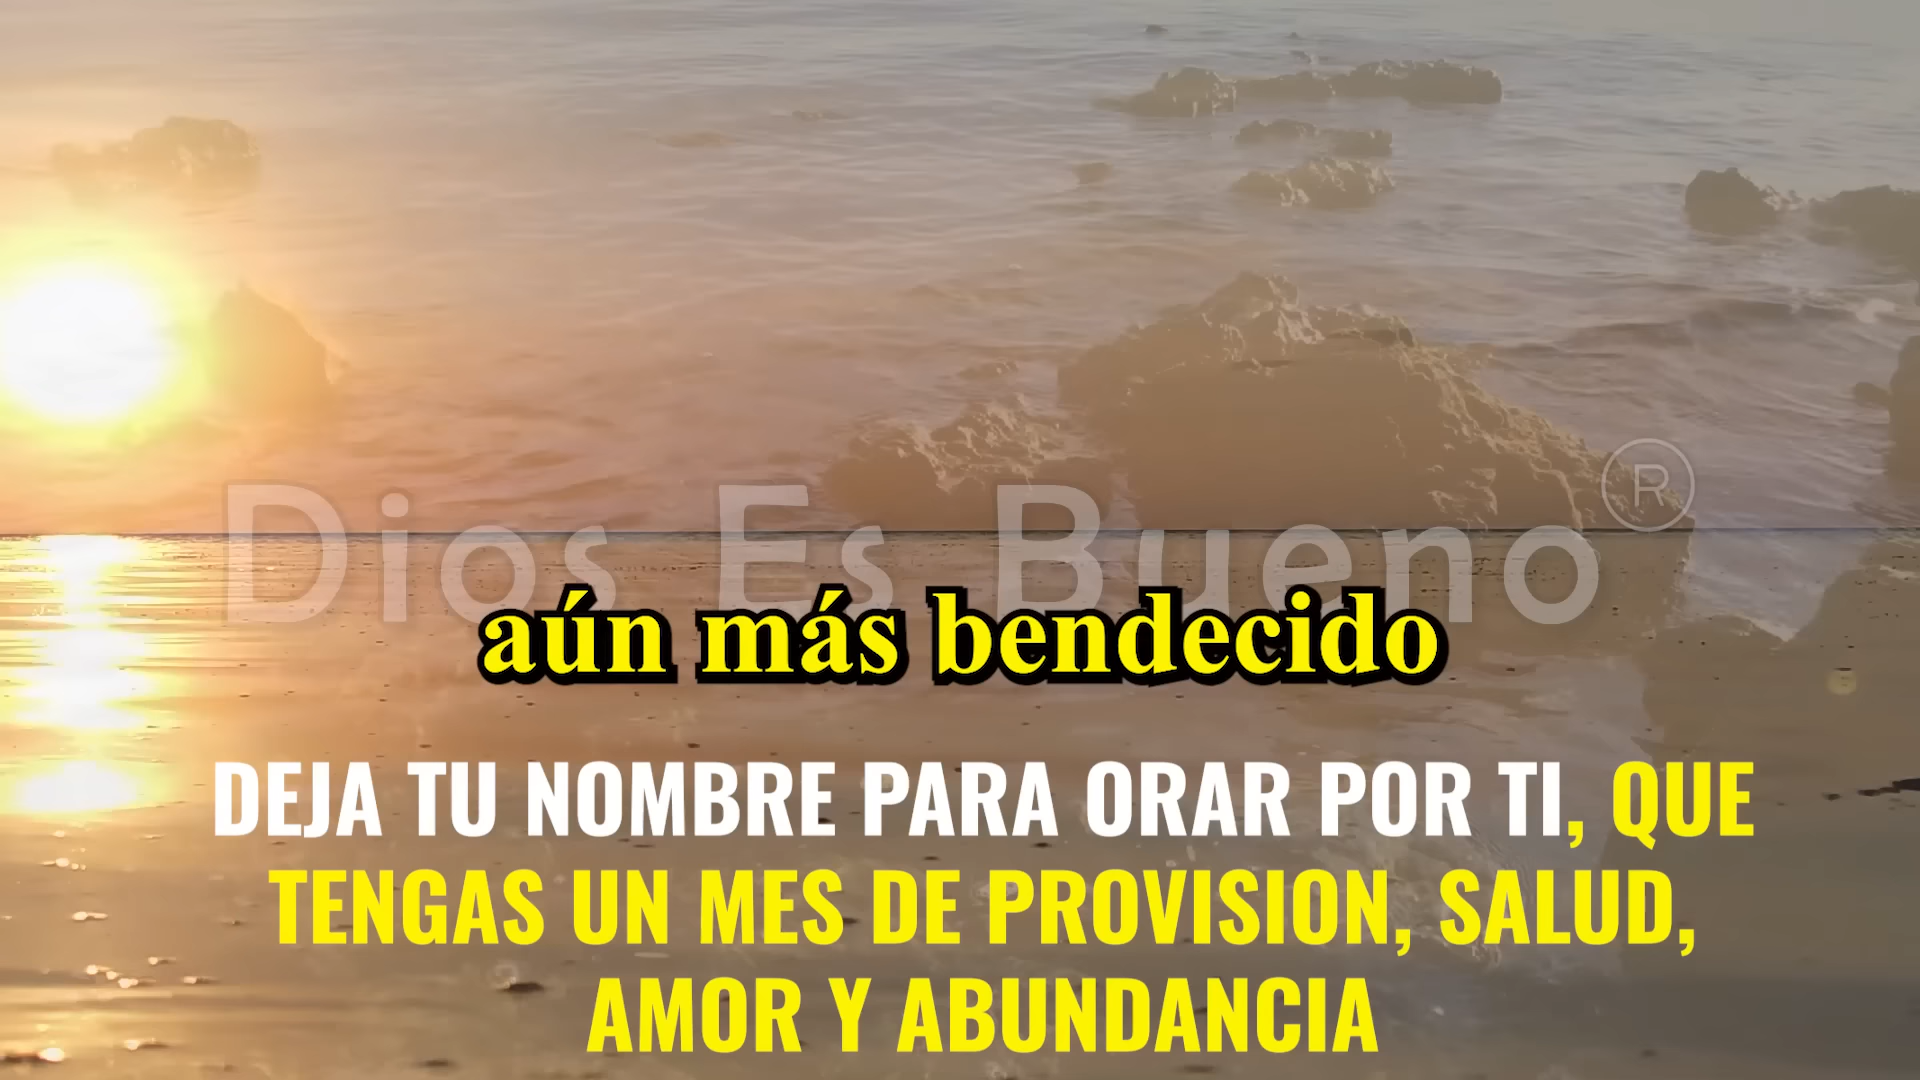 Dios Es Bueno ®
aún más bendecido
DEJA TU NOMBRE PARA ORAR POR TI, QUE
TENGAS UN MES DE PROVISION, SALUD,
AMOR Y ABUNDANCIA